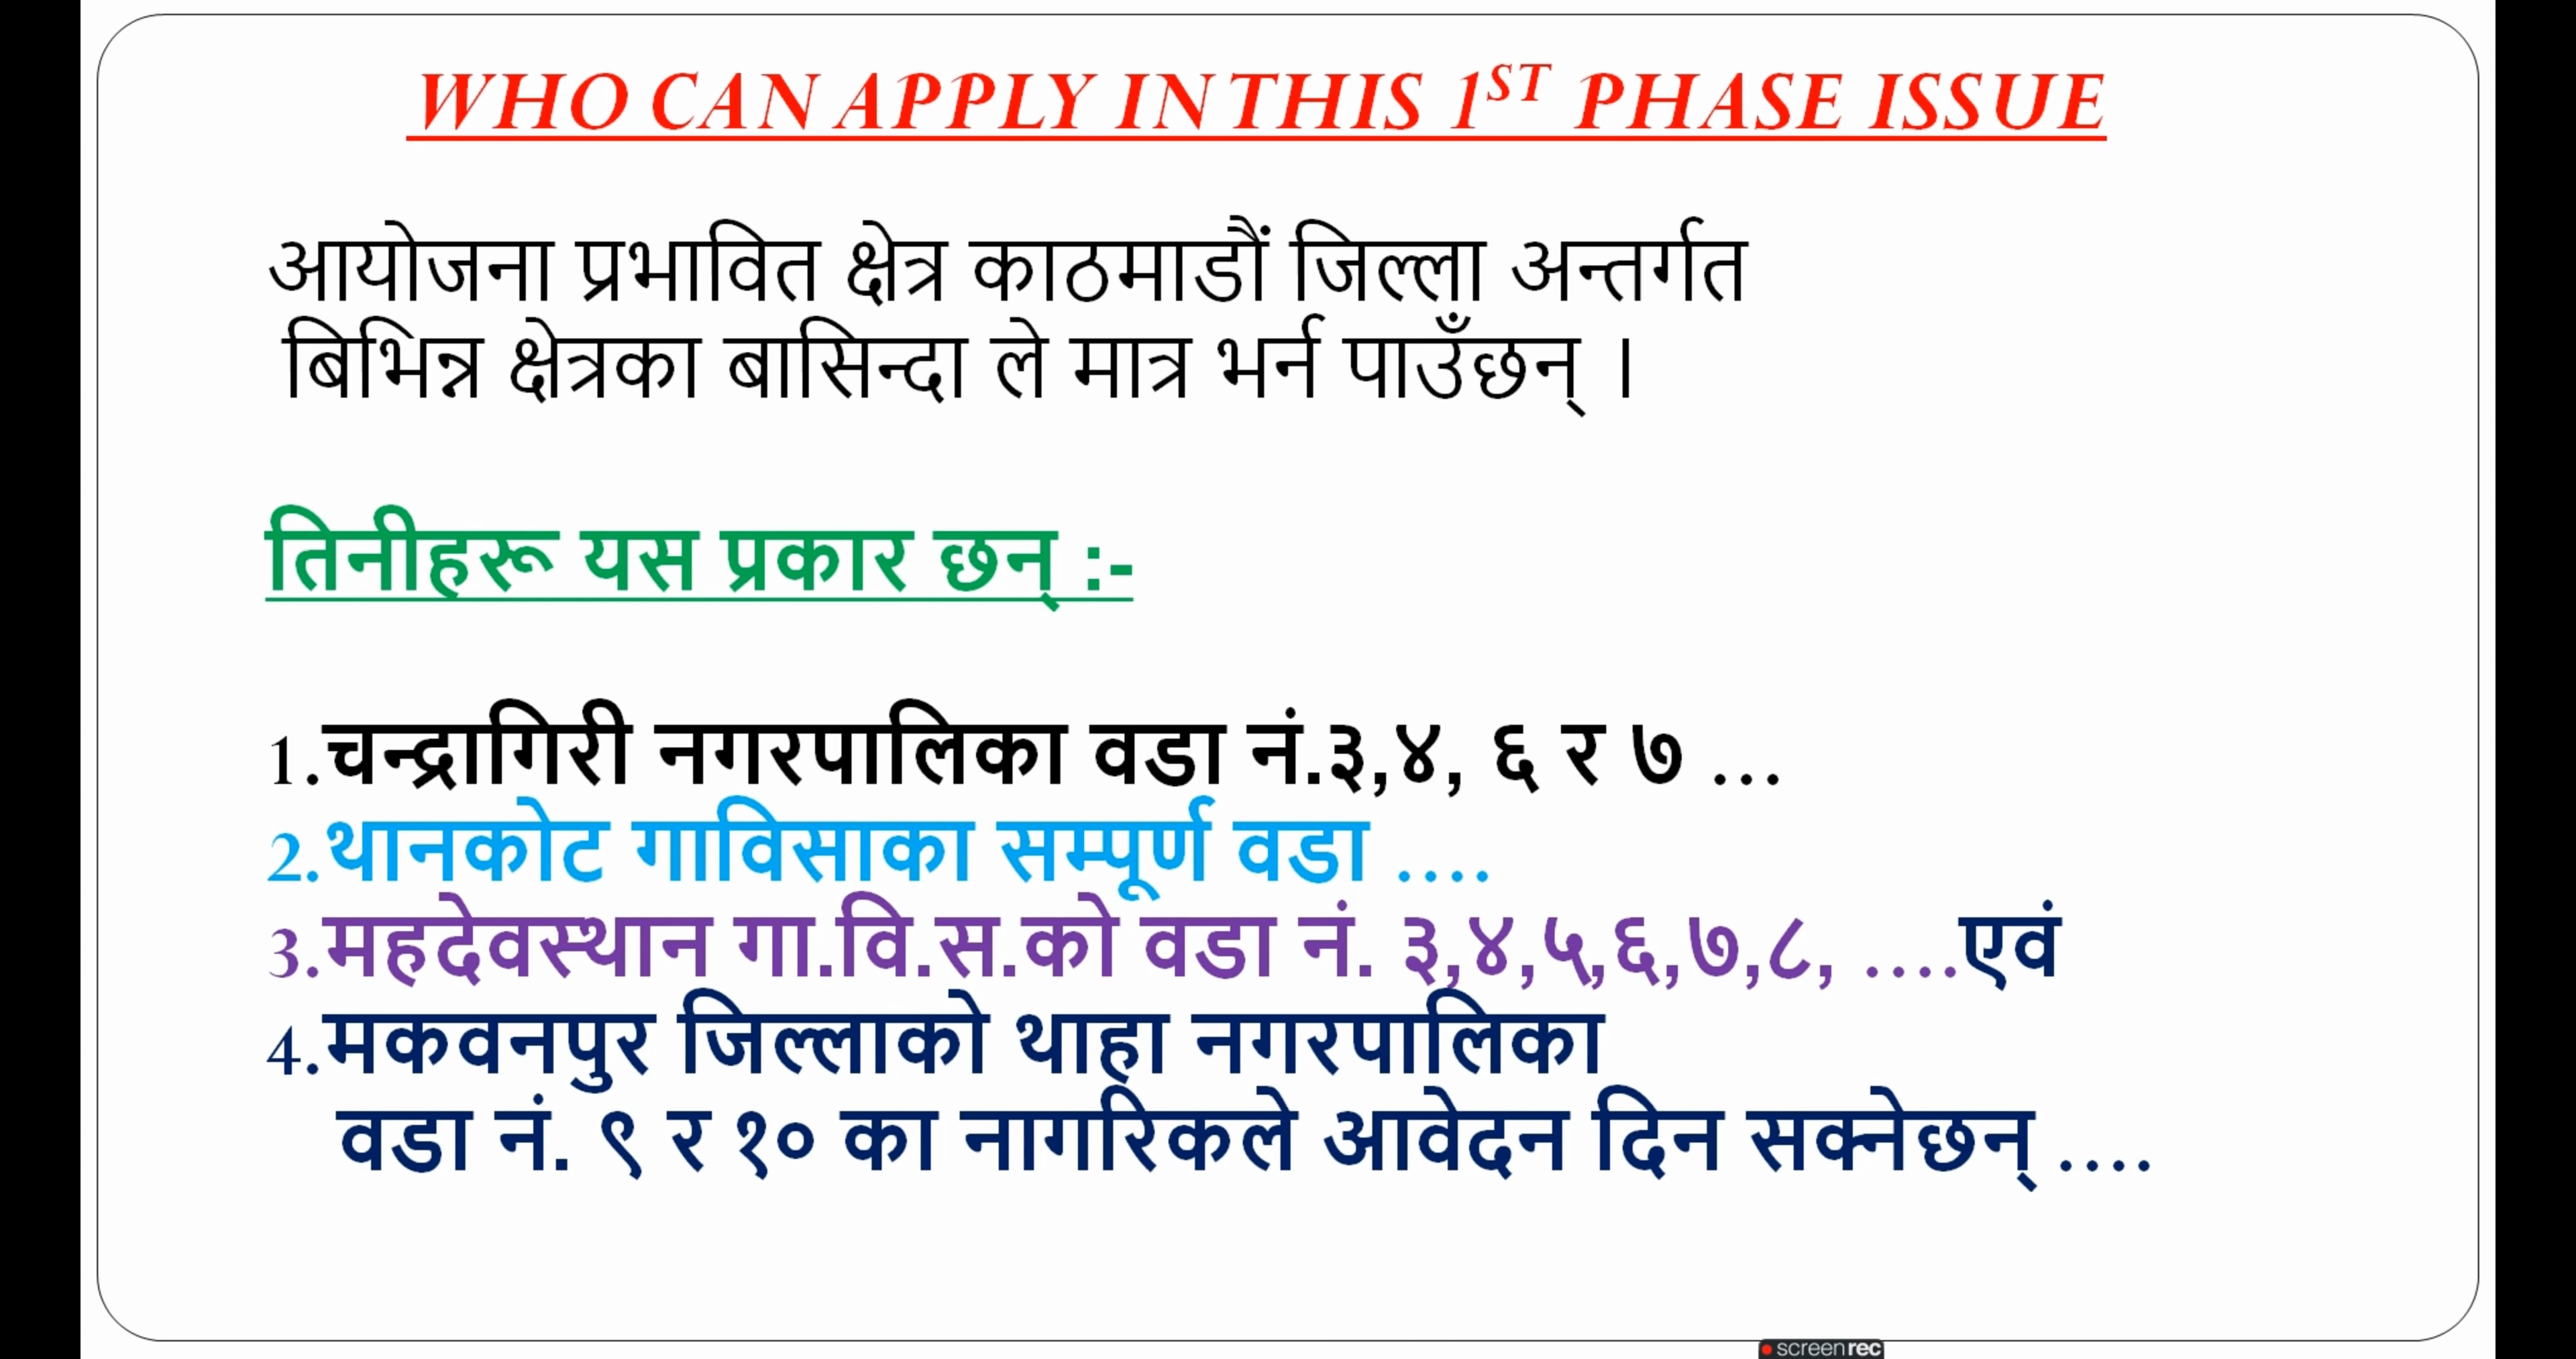 WHO CAN APPLY IN THIS 1ST PHASE ISSUE
आयोजना प्रभावित क्षेत्र काठमाडौं जिल्ला अन्तर्गत
बिभिन्न क्षेत्रका बासिन्दा ले मात्र भर्न पाउँछन् ।
तिनीहरू यस प्रकार छन् :-
1.चन्द्रागिरी नगरपालिका वडा नं.३,४, ६ र ७ ...
2.थानकोट गाविसाका सम्पूर्ण वडा ....
3.महदेवस्थान गा.वि.स.को वडा नं. ३,४,५,६,७,८, ....एवं
4.मकवनपुर जिल्लाको थाहा नगरपालिका
वडा नं. ९ र १० का नागरिकले आवेदन दिन सक्नेछन् ....
screenrec